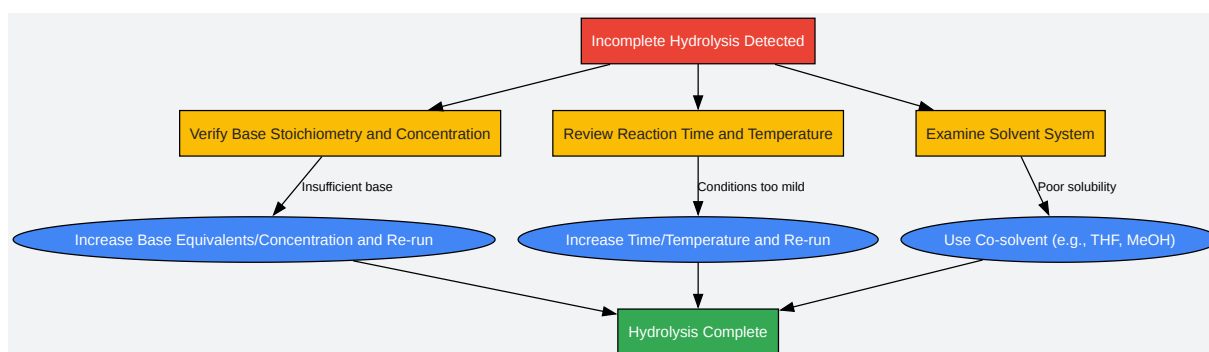 Incomplete Hydrolysis Detected
Verify Base Stoichiometry and Concentration
Review Reaction Time and Temperature
Examine Solvent System
Insufficient base
Conditions too mild
Poor solubility
Increase Base Equivalents/Concentration and Re-run
Increase Time/Temperature and Re-run
Use Co-solvent (e.g., THF, MeOH)
Hydrolysis Complete